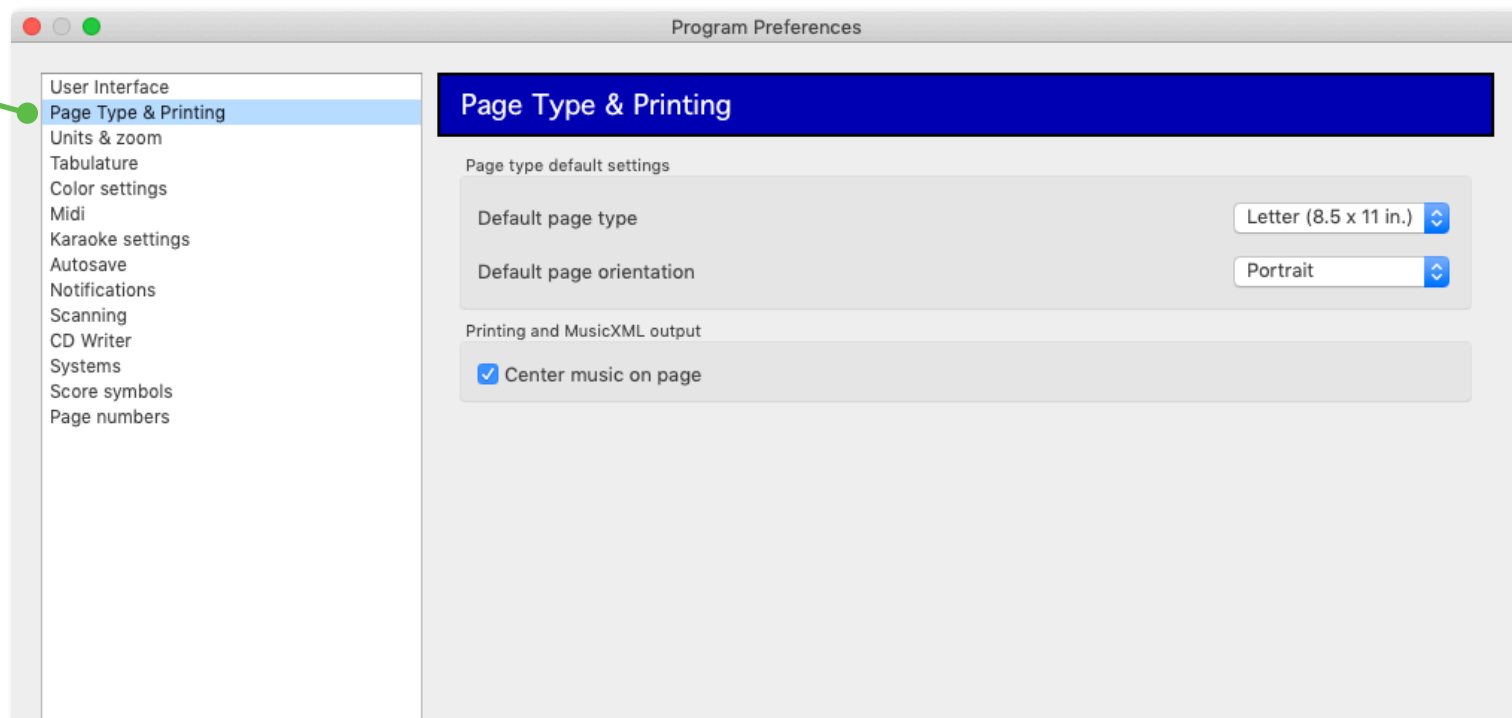 Program Preferences
User Interface
Page Type & Printing
Units & zoom
Tabulature
Color settings
Midi
Karaoke settings
Autosave
Notifications
Scanning
CD Writer
Systems
Score symbols
Page numbers
Page Type & Printing
Page type default settings
Default page type Letter (8.5 x 11 in.)
Default page orientation Portrait
Printing and MusicXML output
Center music on page